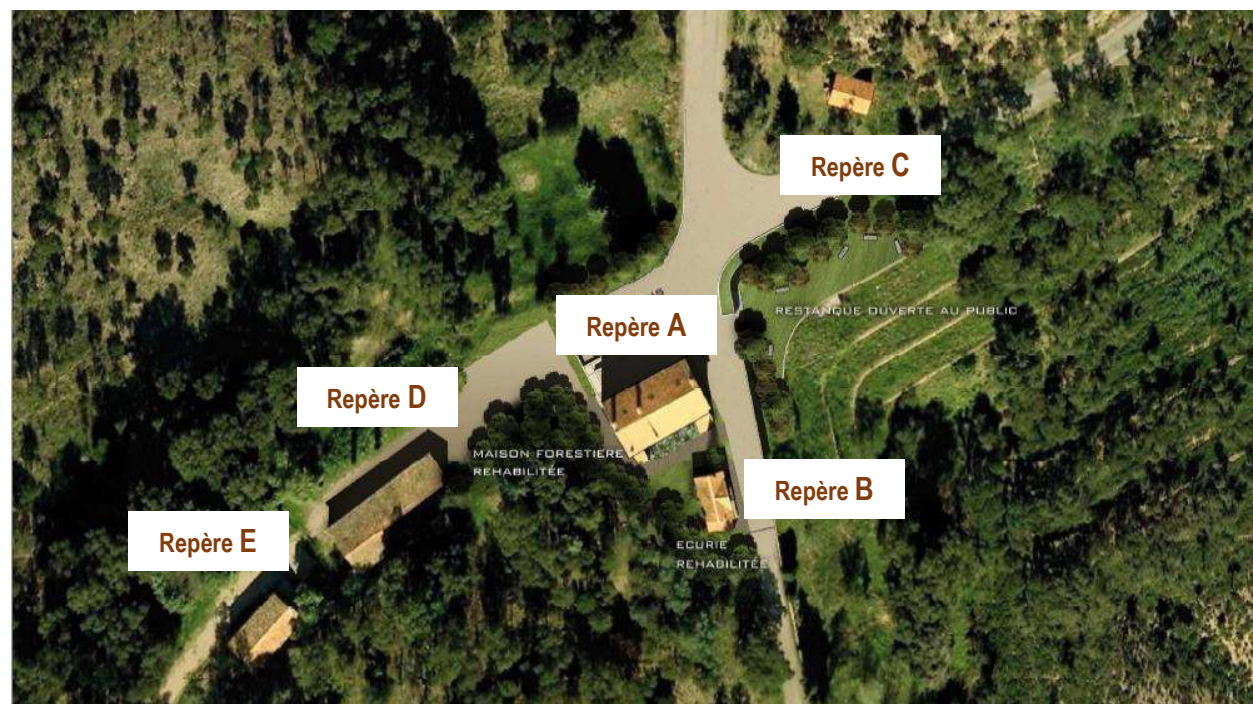 Repère C
RESTANQUE OUVERTE AU PUBLIC
Repère A
Repère D
MAISON FORESTIERE
REHABILITÉE
Repère B
Repère E
ECURIE
REHABILITÉE